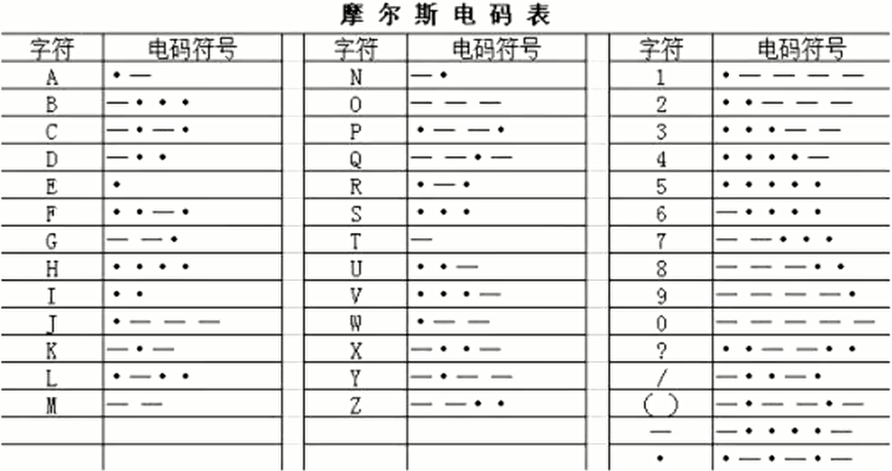 摩 尔 斯 电 码 表
字符 电码符号 字符 电码符号 字符 电码符号
A •— N —• 1 •————
B —••• O ——— 2 ••———
C —•—• P •——• 3 •••——
D —•• Q ——•— 4 ••••—
E • R •—• 5 •••••
F ••—• S ••• 6 —••••
G ——• T — 7 ——•••
H •••• U ••— 8 ———••
I •• V •••— 9 ————•
J •——— W •—— 0 —————
K —•— X —••— ? ••——••
L •—•• Y —•—— / —••—•
M —— Z ——•• ( ) —•——•—
— —••••—
• •—•—•—